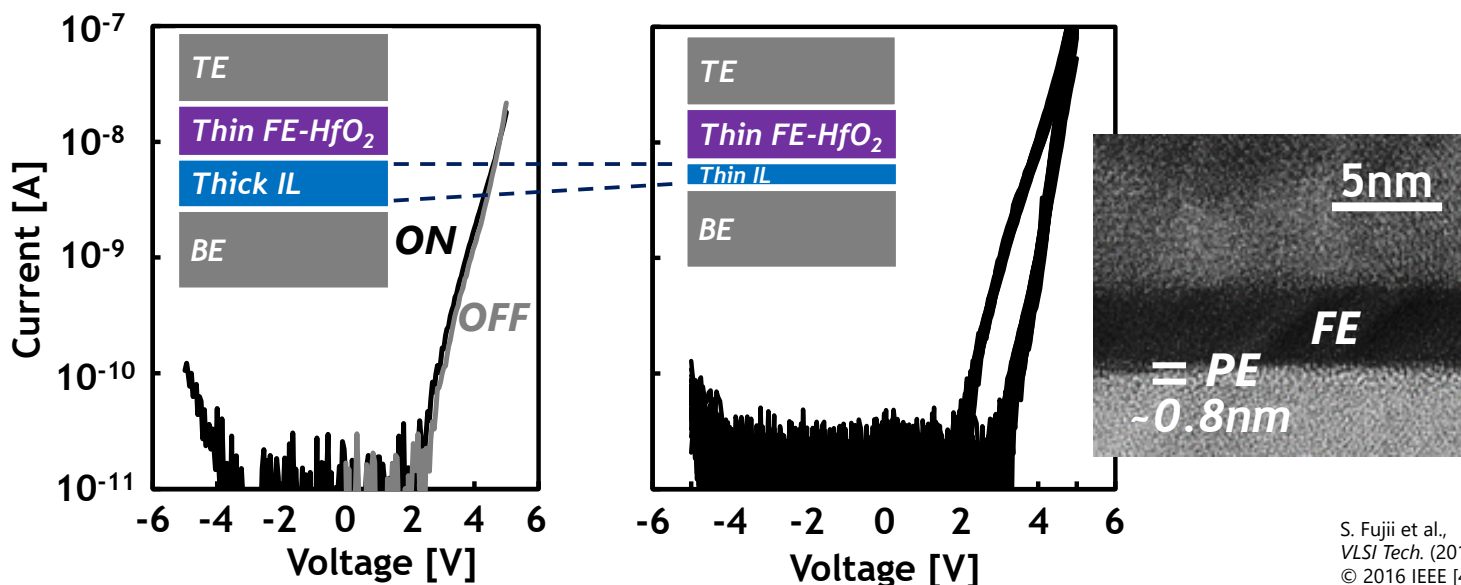 10-7
10-8
10-9
10-10
10-11
Current [A]
TE
Thin FE-HfO2
Thick IL
BE
ON
OFF
-6 -4 -2 0 2 4 6
Voltage [V]
TE
Thin FE-HfO2
Thin IL
BE
-6 -4 -2 0 2 4 6
Voltage [V]
5nm
FE
PE
~0.8nm
S. Fujii et al.,
VLSI Tech. (201
© 2016 IEEE [4